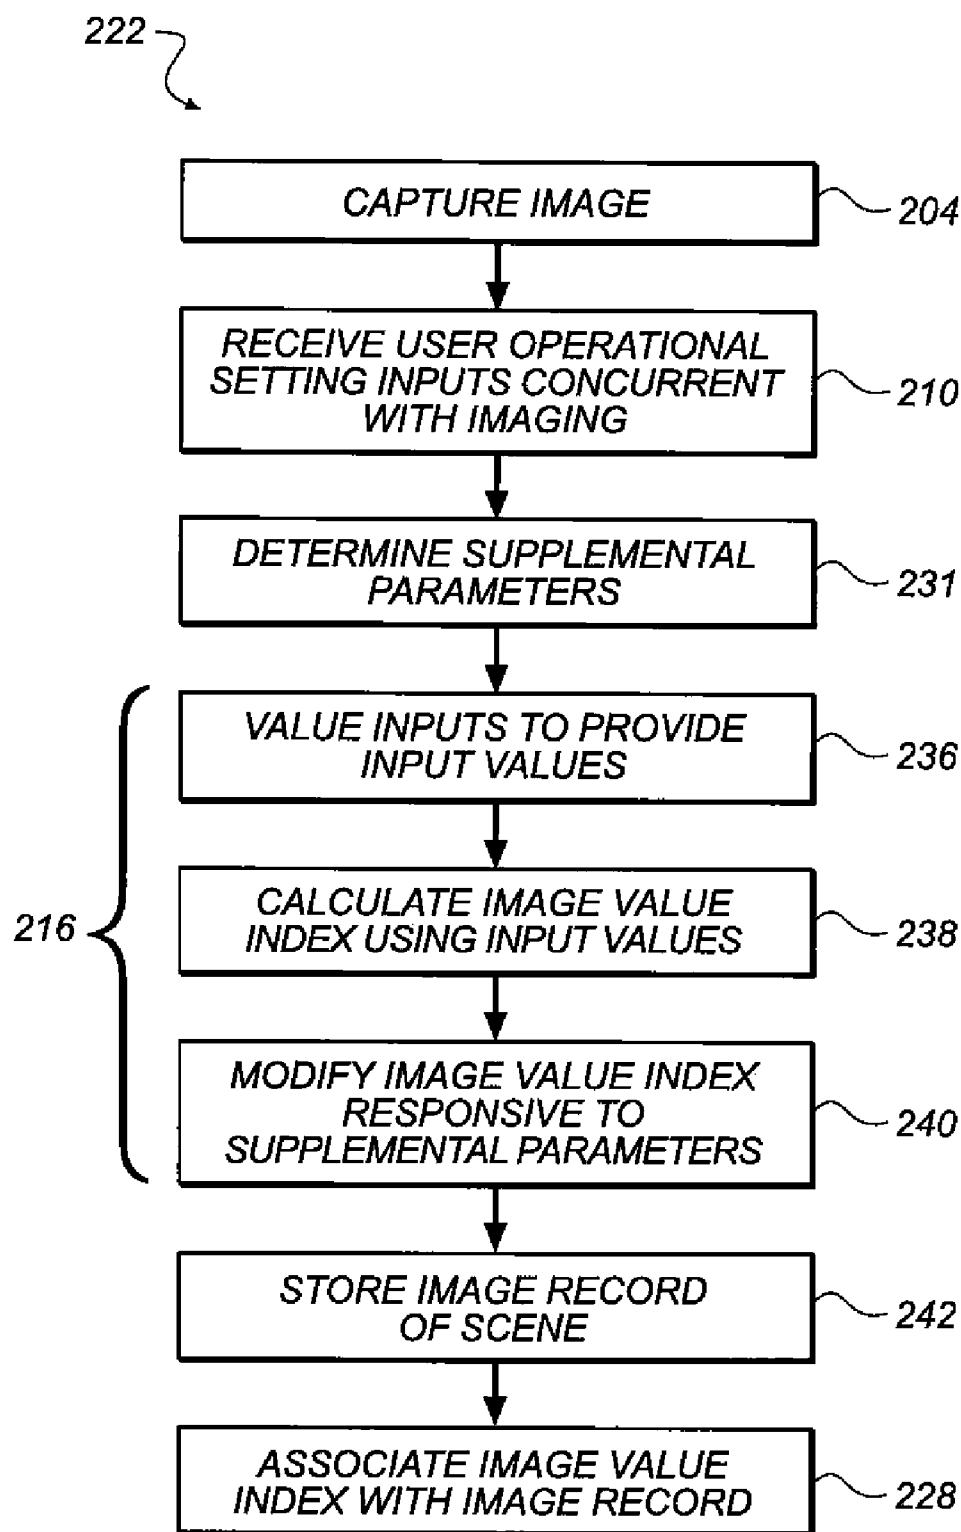 222
CAPTURE IMAGE
204
RECEIVE USER OPERATIONAL
SETTING INPUTS CONCURRENT
WITH IMAGING
210
DETERMINE SUPPLEMENTAL
PARAMETERS
231
216
VALUE INPUTS TO PROVIDE
INPUT VALUES
236
CALCULATE IMAGE VALUE
INDEX USING INPUT VALUES
238
MODIFY IMAGE VALUE INDEX
RESPONSIVE TO
SUPPLEMENTAL PARAMETERS
240
STORE IMAGE RECORD
OF SCENE
242
ASSOCIATE IMAGE VALUE
INDEX WITH IMAGE RECORD
228